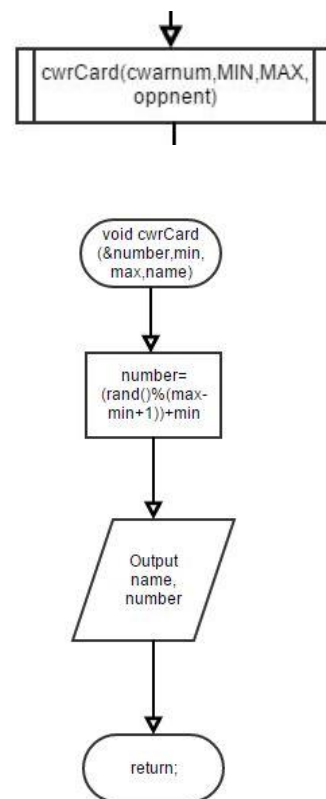 cwrCard(cwarnum,MIN,MAX,
oppnent)
void cwrCard
(&number,min,
max,name)
number=
(rand()%(max-
min+1))+min
Output
name,
number
return;